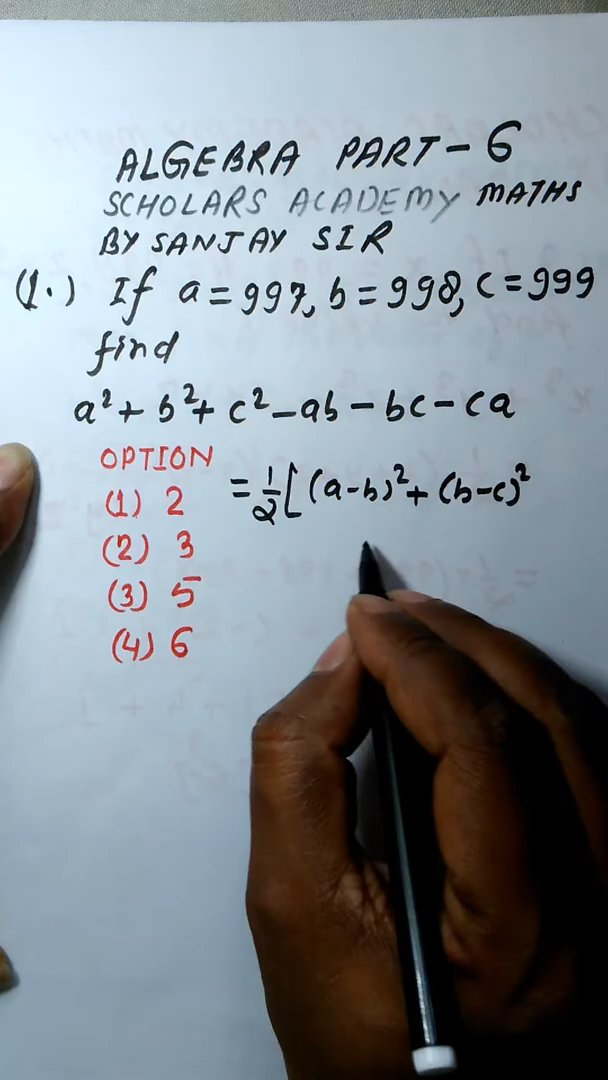 ALGEBRA PART-6
SCHOLARS ACADEMY MATHS
BY SANJAY SIR
(1.) If a=997, b=998, c=999
find
a²+b²+c²-ab-bc-ca
OPTION
=½[(a-b)²+(b-c)²
(1) 2
(2) 3
(3) 5
(4) 6